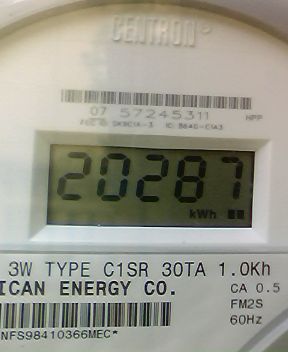 CENTRON®
07 57245311 HPP
20287
kWh
3W TYPE C1SR 30TA 1.0Kh
ICAN ENERGY CO. CA 0.5
FM2S
60Hz
NFS98410366MEC*